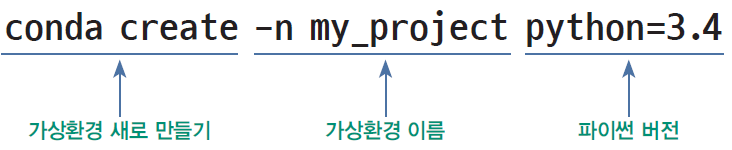 conda create -n my_project python=3.4
가상환경 새로 만들기 가상환경 이름 파이썬 버전